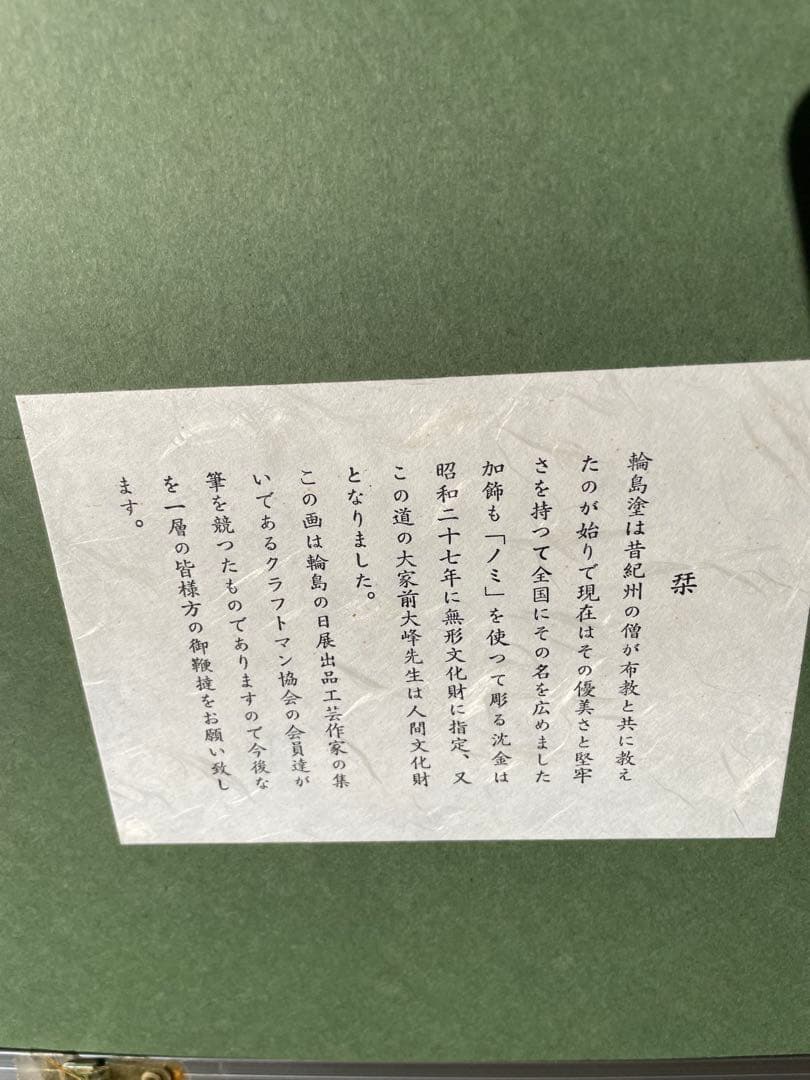 栞
輪島塗は昔紀州の僧が布教と共に教え
たのが始りで現在はその優美さと堅牢
さを持つて全国にその名を広めました
加飾も「ノミ」を使つて彫る沈金は
昭和二十七年に無形文化財に指定、又
この道の大家前大峰先生は人間文化財
となりました。
この画は輪島の日展出品工芸作家の集
いであるクラフトマン協会の会員達が
筆を競つたものでありますので今後な
を一層の皆様方の御鞭撻をお願い致し
ます。